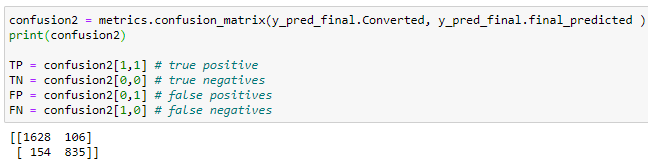 confusion2 = metrics.confusion_matrix(y_pred_final.Converted, y_pred_final.final_predicted )
print(confusion2)
TP = confusion2[1,1] # true positive
TN = confusion2[0,0] # true negatives
FP = confusion2[0,1] # false positives
FN = confusion2[1,0] # false negatives
[[1628  106]
 [ 154  835]]